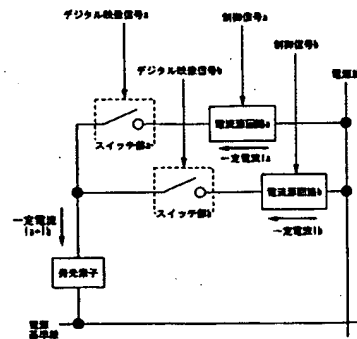 デジタル映像信号a
制御信号a
デジタル映像信号b
制御信号b
電源線
電流源回路a
スイッチ部a
一定電流Ia
電流源回路b
スイッチ部b
一定電流Ib
一定電流
Ia+Ib
発光素子
電源
基準線